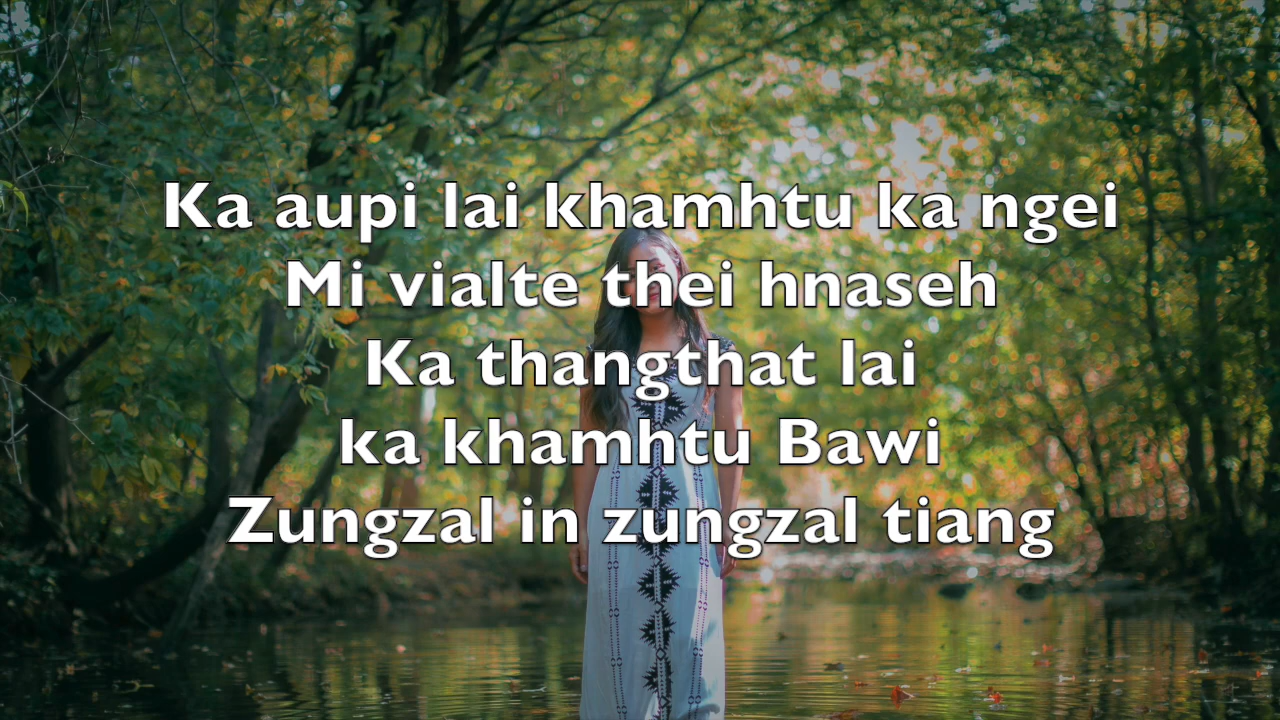 Ka aupi lai khamhtu ka ngei
Mi vialte thei hnaseh
Ka thangthat lai
ka khamhtu Bawi
Zungzal in zungzal tiang